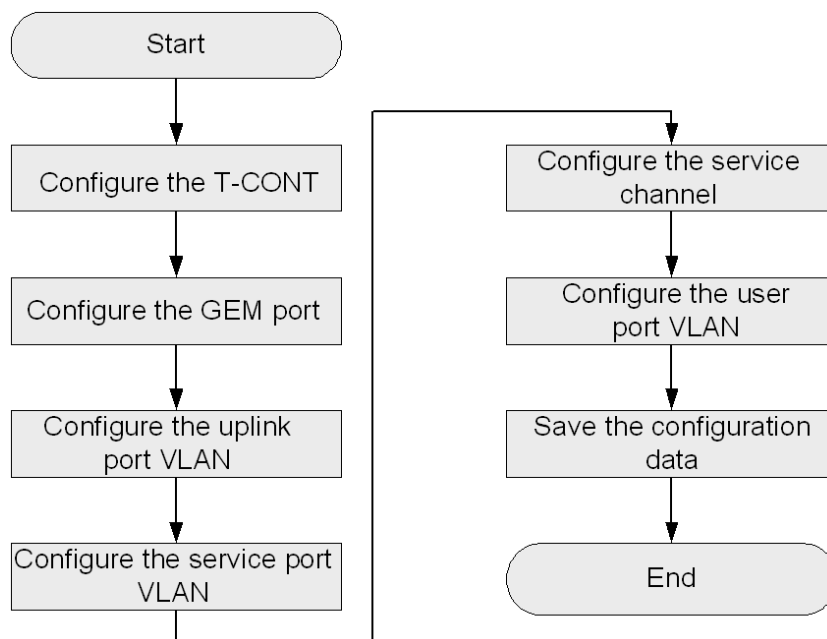 Start
Configure the T-CONT
Configure the GEM port
Configure the uplink
port VLAN
Configure the service port
VLAN
Configure the service
channel
Configure the user
port VLAN
Save the configuration
data
End